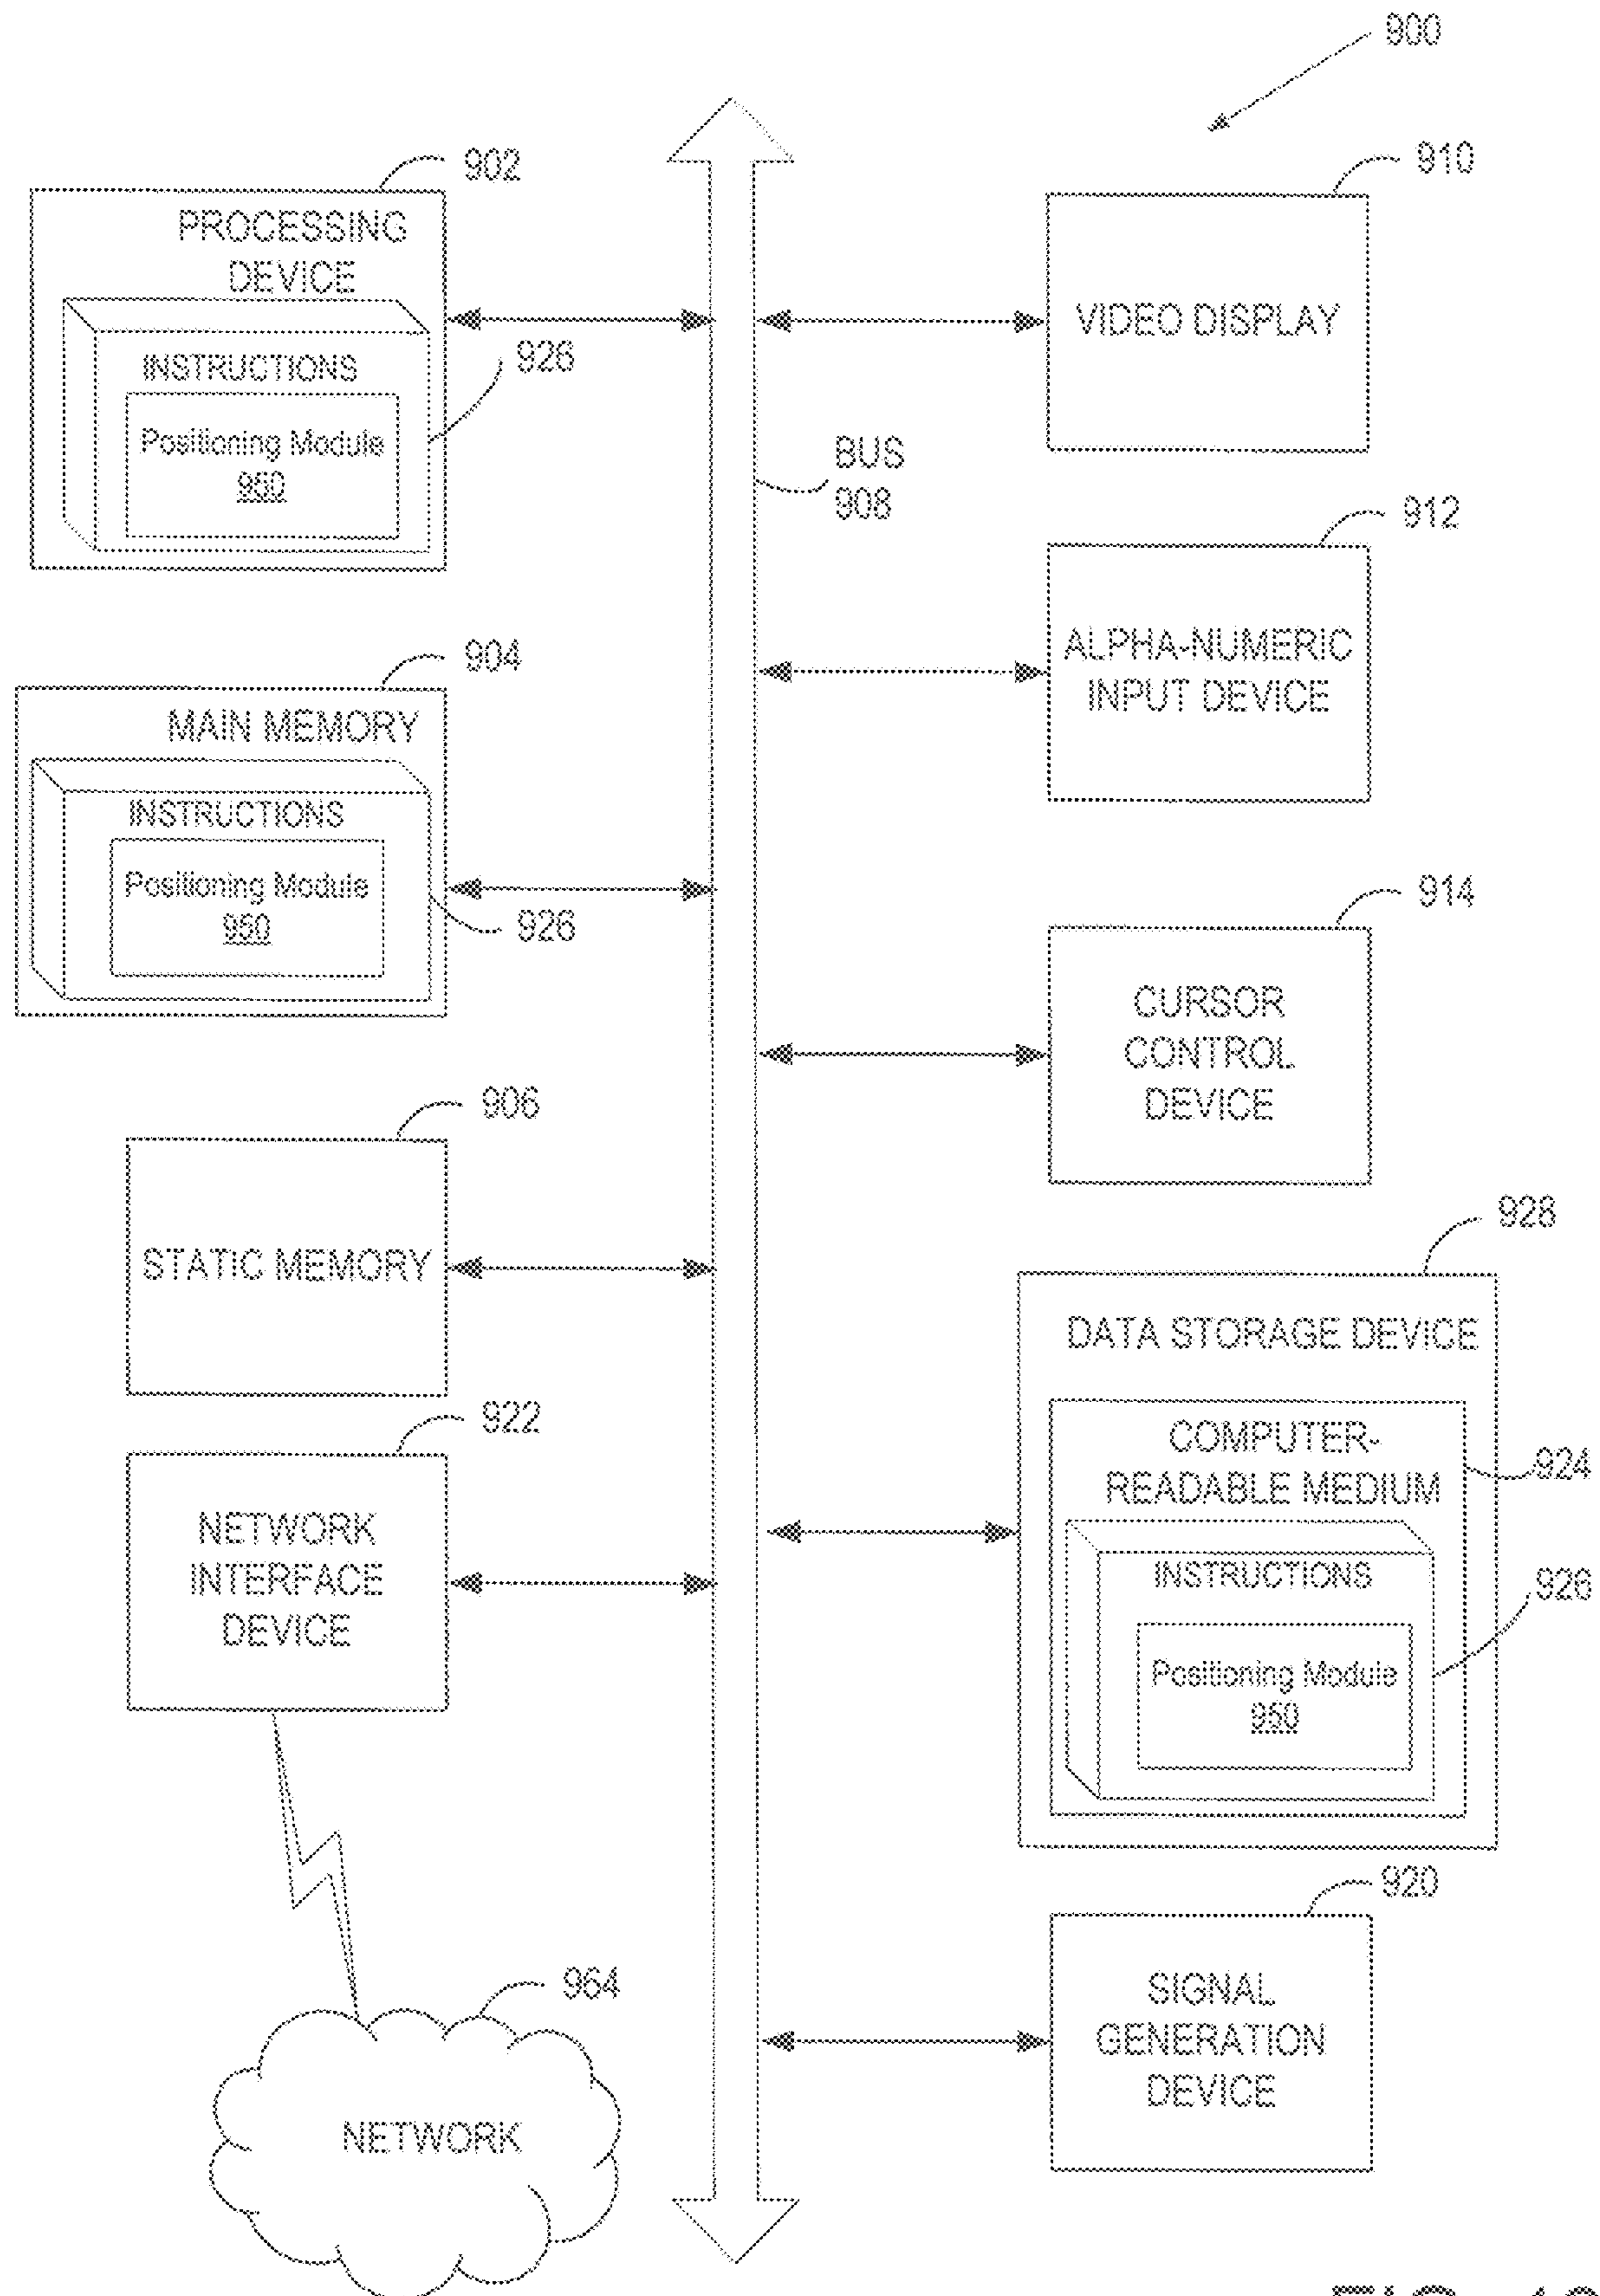 900
902
PROCESSING
DEVICE
INSTRUCTIONS
Positioning Module
950
926
910
VIDEO DISPLAY
BUS
908
912
ALPHA-NUMERIC
INPUT DEVICE
904
MAIN MEMORY
INSTRUCTIONS
Positioning Module
950
926
914
CURSOR
CONTROL
DEVICE
906
STATIC MEMORY
928
DATA STORAGE DEVICE
COMPUTER-
READABLE MEDIUM
924
INSTRUCTIONS
926
Positioning Module
950
922
NETWORK
INTERFACE
DEVICE
920
SIGNAL
GENERATION
DEVICE
964
NETWORK